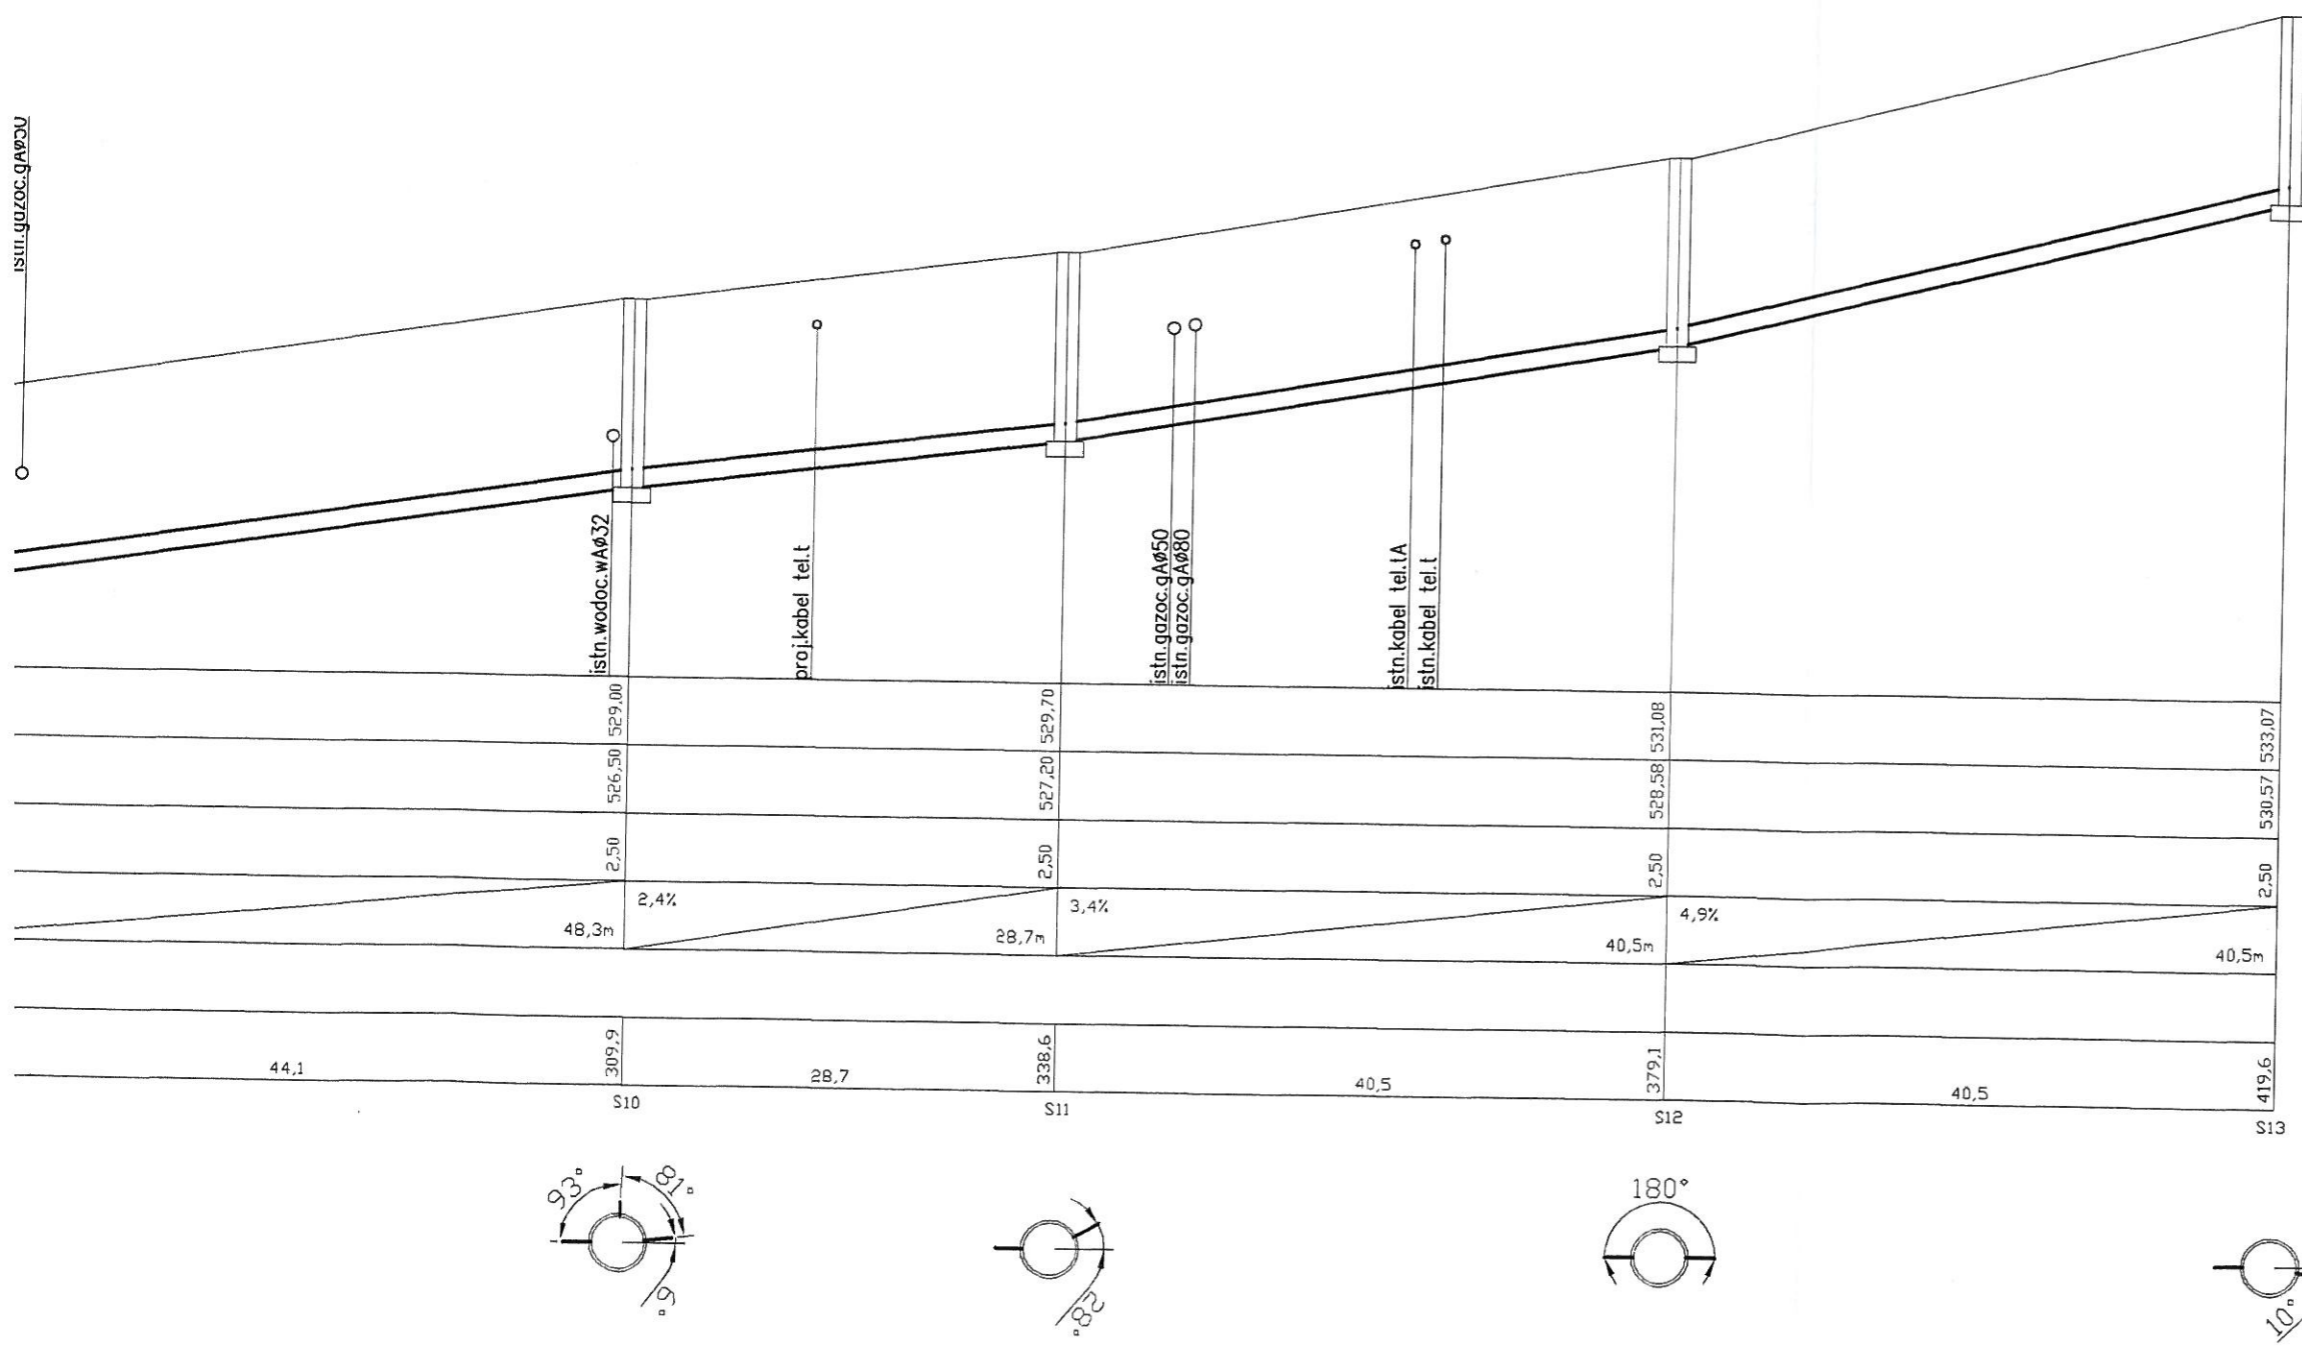 istn.gazoc.gAø50
istn.wodoc.wAø32
proj.kabel tel.t
istn.gazoc.gAø50
istn.gazoc.gAø80
istn.kabel tel.tA
istn.kabel tel.t
529,00
529,70
531,08
533,07
526,50
527,20
528,58
530,57
2,50
2,50
2,50
2,50
2,4%
3,4%
4,9%
48,3m
28,7m
40,5m
40,5m
309,9
338,6
379,1
419,6
44,1
28,7
40,5
40,5
S10
S11
S12
S13
93°
81°
6°
28°
180°
10°